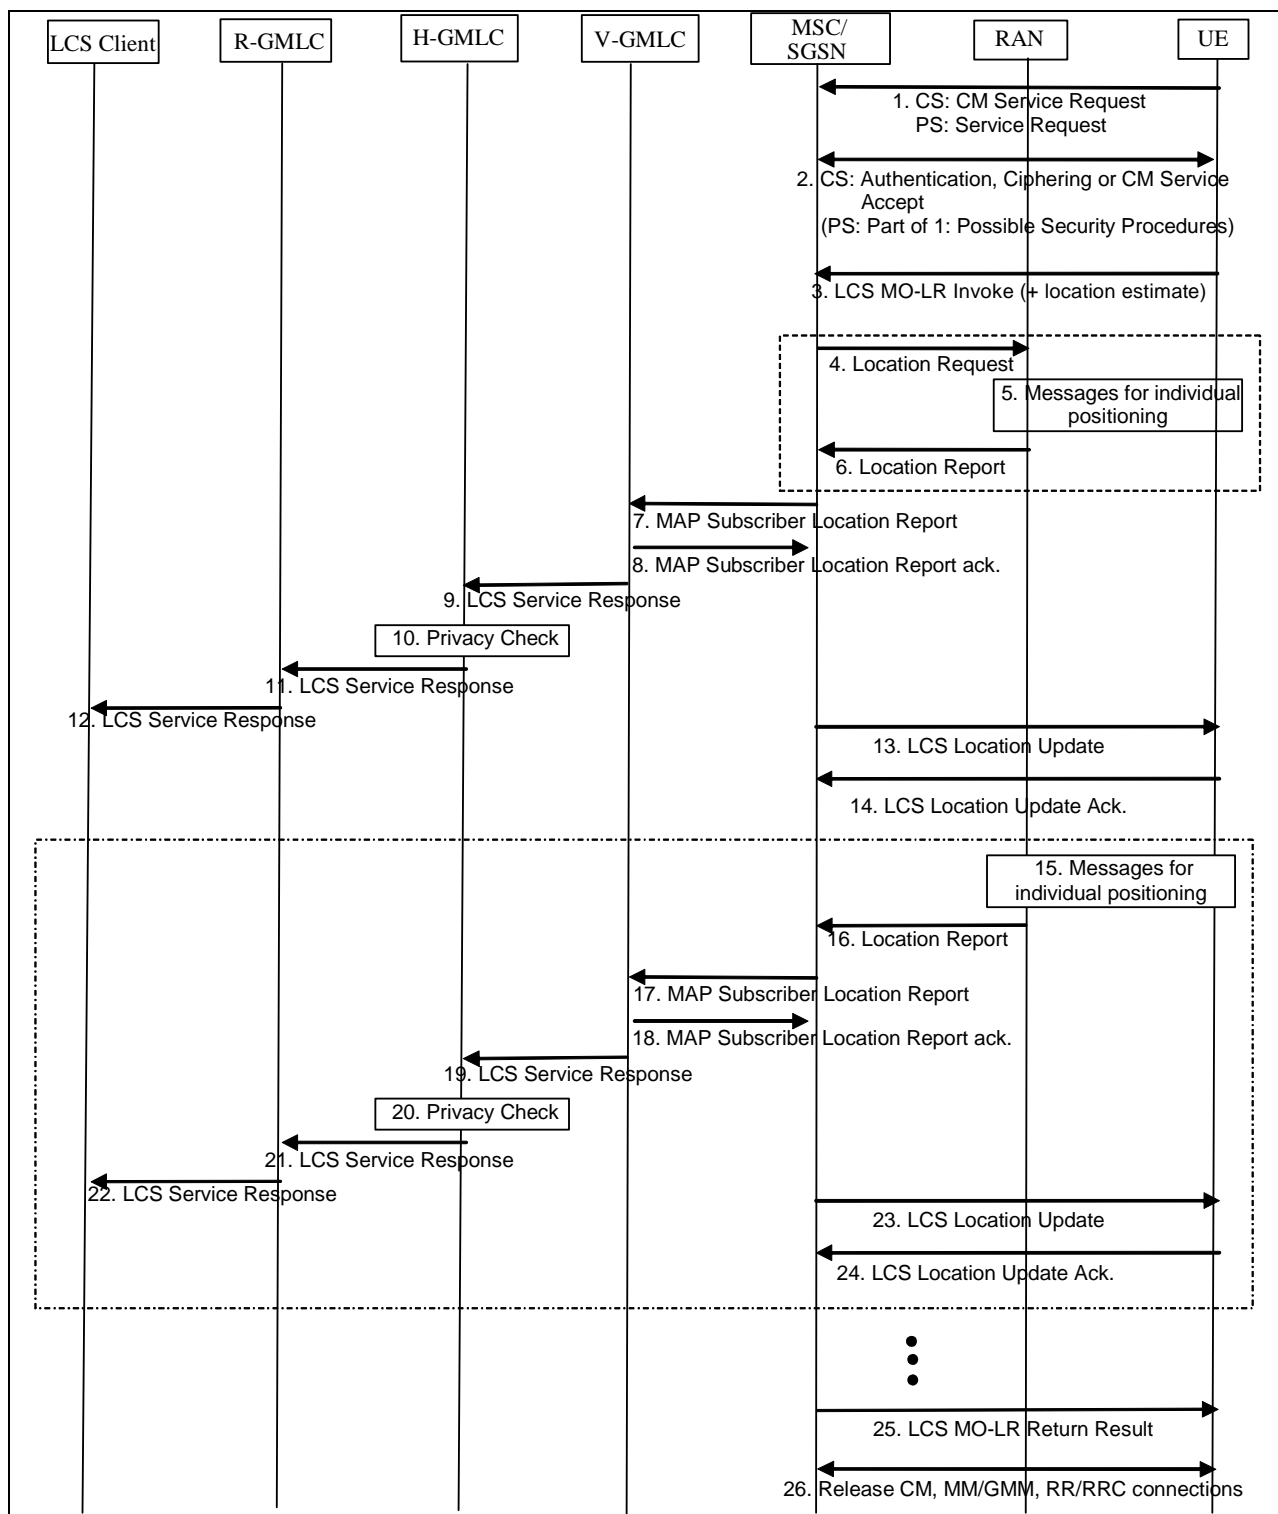 LCS Client
R-GMLC
H-GMLC
V-GMLC
MSC/
SGSN
RAN
UE
1. CS: CM Service Request
PS: Service Request
2. CS: Authentication, Ciphering or CM Service
Accept
(PS: Part of 1: Possible Security Procedures)
3. LCS MO-LR Invoke (+ location estimate)
4. Location Request
5. Messages for individual
positioning
6. Location Report
7. MAP Subscriber Location Report
8. MAP Subscriber Location Report ack.
9. LCS Service Response
10. Privacy Check
11. LCS Service Response
12. LCS Service Response
13. LCS Location Update
14. LCS Location Update Ack.
15. Messages for
individual positioning
16. Location Report
17. MAP Subscriber Location Report
18. MAP Subscriber Location Report ack.
19. LCS Service Response
20. Privacy Check
21. LCS Service Response
22. LCS Service Response
23. LCS Location Update
24. LCS Location Update Ack.
25. LCS MO-LR Return Result
26. Release CM, MM/GMM, RR/RRC connections